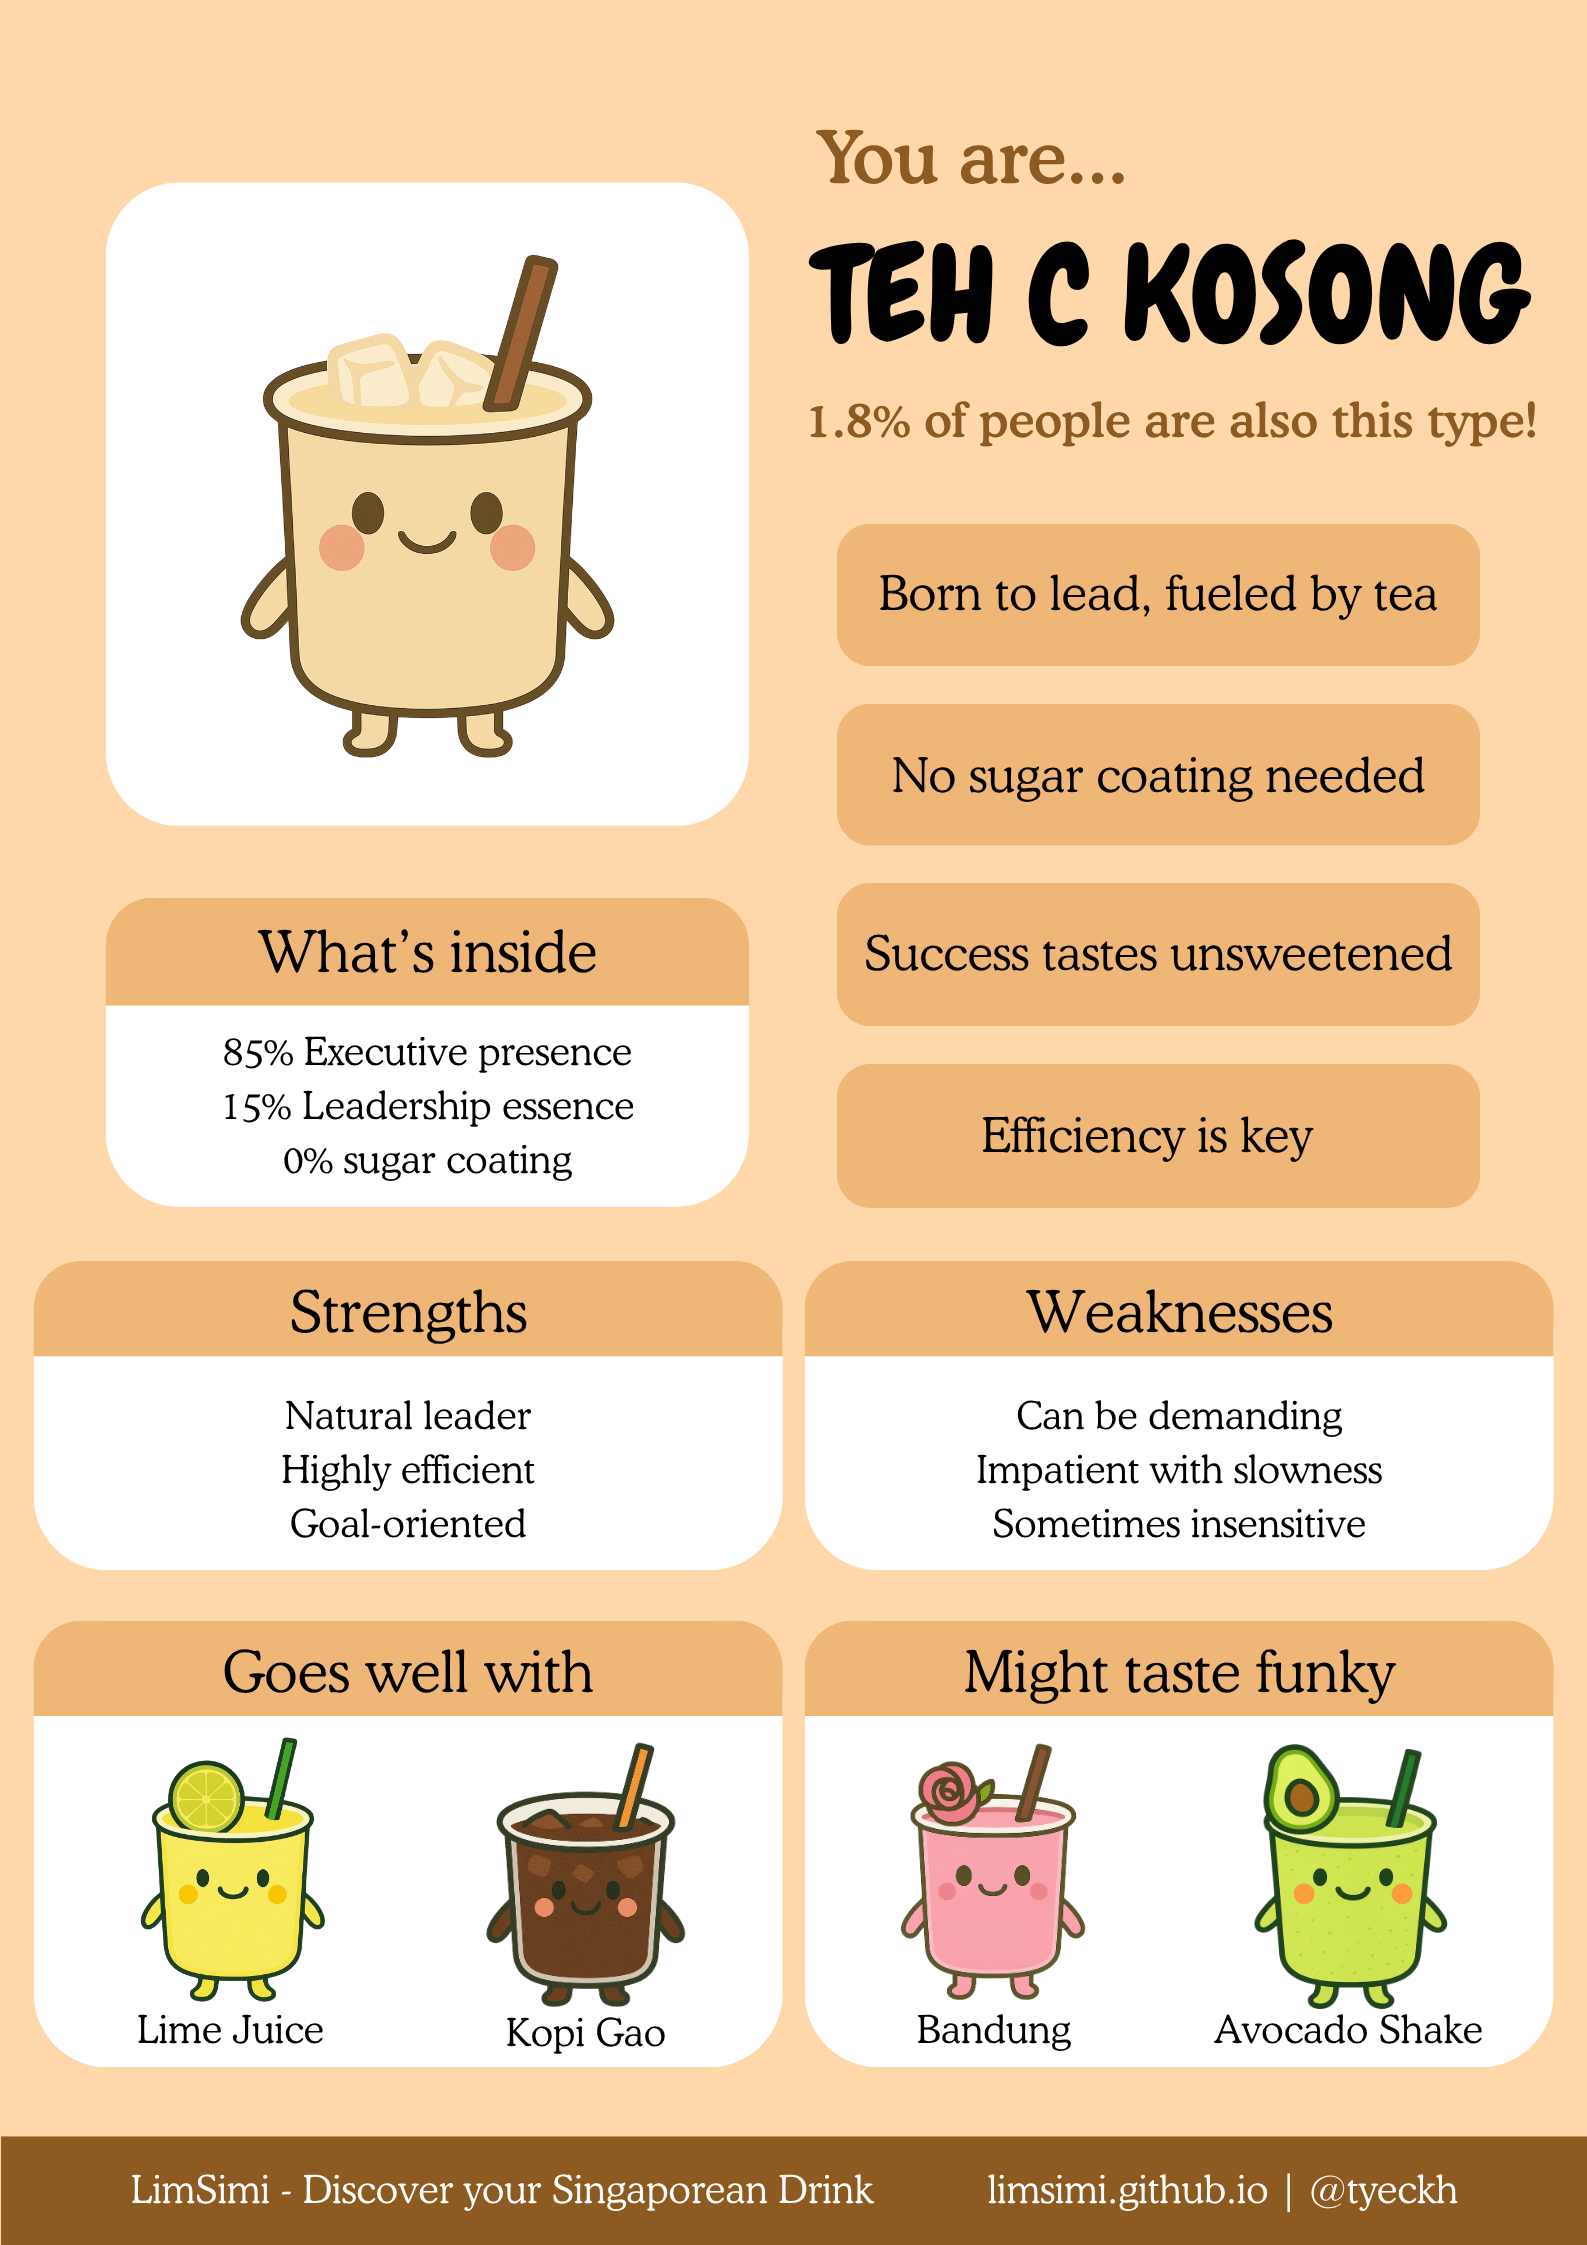 You are...
TEH C KOSONG
1.8% of people are also this type!
Born to lead, fueled by tea
No sugar coating needed
Success tastes unsweetened
Efficiency is key
What's inside
85% Executive presence
15% Leadership essence
0% sugar coating
Strengths
Natural leader
Highly efficient
Goal-oriented
Weaknesses
Can be demanding
Impatient with slowness
Sometimes insensitive
Goes well with
Lime Juice
Kopi Gao
Might taste funky
Bandung
Avocado Shake
LimSimi - Discover your Singaporean Drink
limsimi.github.io | @tyeckh